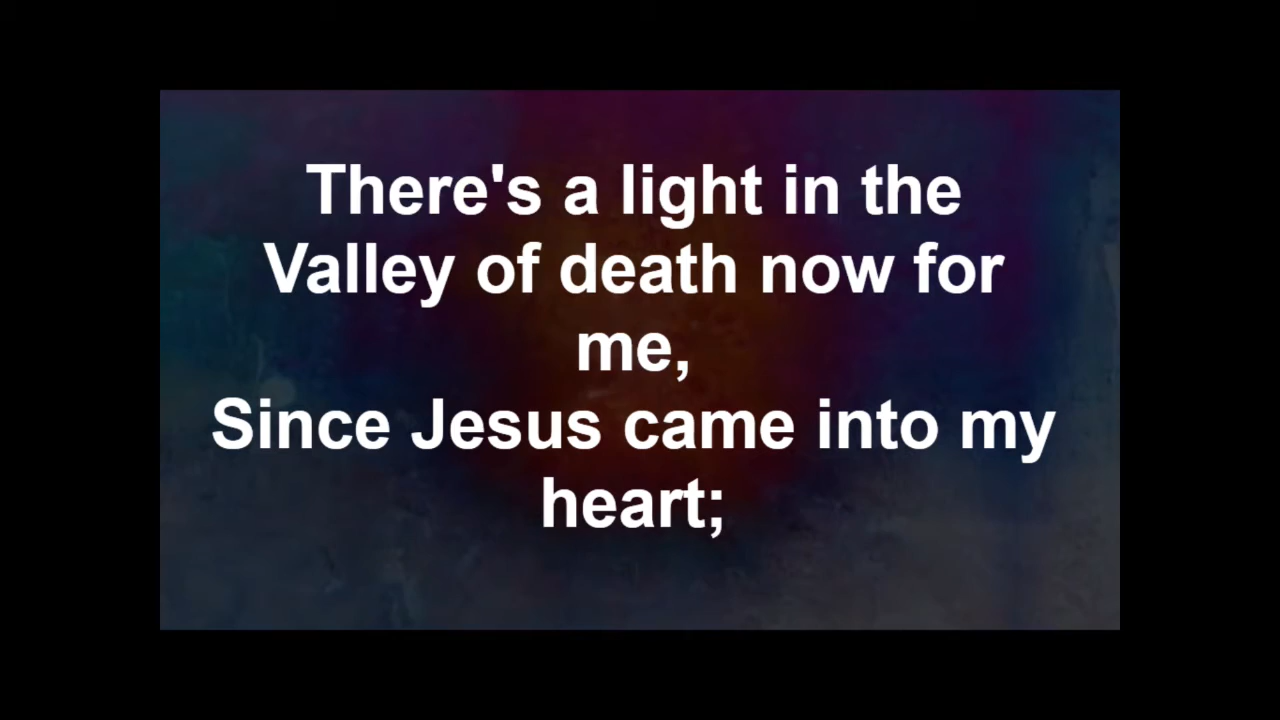 There's a light in the
Valley of death now for
me,
Since Jesus came into my
heart;